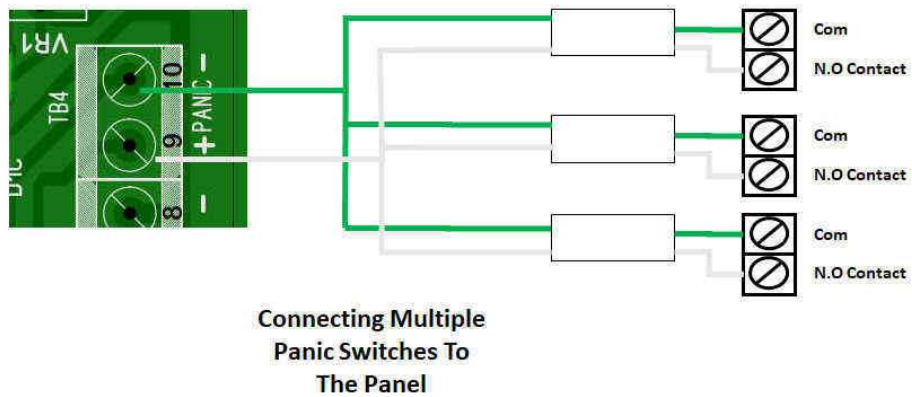 VR1
TB4
10
9
8
-
+PANIC
-
Com
N.O Contact
Com
N.O Contact
Com
N.O Contact
Connecting Multiple
Panic Switches To
The Panel